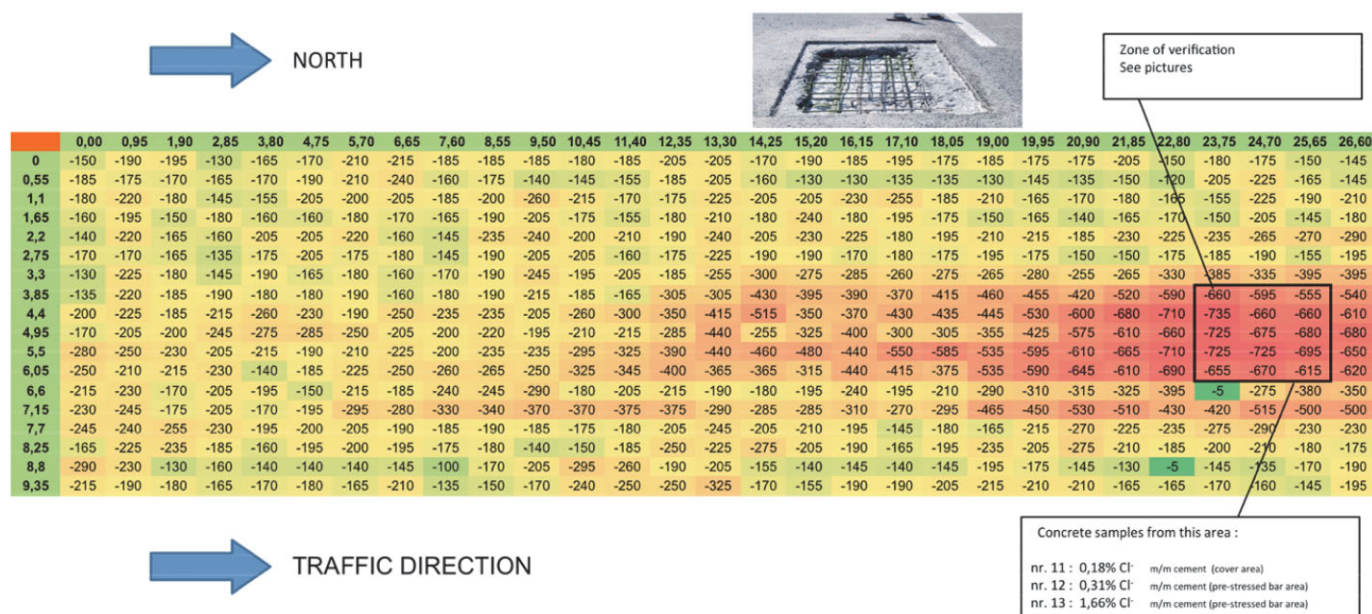 NORTH
Zone of verification
See pictures
0,00 0,95 1,90 2,85 3,80 4,75 5,70 6,65 7,60 8,55 9,50 10,45 11,40 12,35 13,30 14,25 15,20 16,15 17,10 18,05 19,00 19,95 20,90 21,85 22,80 23,75 24,70 25,65 26,60
0 -150 -190 -195 -130 -165 -170 -210 -215 -185 -185 -185 -180 -185 -205 -205 -170 -190 -185 -195 -185 -185 -175 -175 -205 -150 -180 -175 -150 -145
0,55 -185 -175 -170 -165 -170 -190 -210 -240 -160 -175 -140 -145 -155 -185 -205 -160 -130 -130 -135 -135 -130 -145 -135 -150 -120 -205 -225 -165 -145
1,1 -180 -220 -180 -145 -155 -205 -200 -205 -185 -200 -260 -215 -170 -175 -225 -205 -205 -230 -255 -185 -210 -165 -170 -180 -165 -155 -225 -190 -210
1,65 -160 -195 -150 -180 -160 -160 -180 -170 -165 -190 -205 -175 -155 -180 -210 -180 -240 -180 -195 -175 -150 -165 -140 -165 -170 -150 -205 -145 -180
2,2 -140 -220 -165 -160 -205 -205 -220 -160 -145 -235 -240 -200 -210 -190 -240 -205 -230 -225 -180 -195 -210 -215 -185 -230 -225 -235 -265 -270 -290
2,75 -170 -170 -165 -135 -175 -205 -175 -180 -145 -190 -205 -205 -160 -175 -225 -190 -190 -170 -180 -175 -195 -175 -150 -150 -175 -185 -190 -155 -195
3,3 -130 -225 -180 -145 -190 -165 -180 -160 -170 -190 -245 -195 -205 -185 -255 -300 -275 -285 -260 -275 -265 -280 -255 -265 -330 -385 -335 -395 -395
3,85 -135 -220 -185 -190 -180 -180 -190 -160 -180 -190 -215 -185 -165 -305 -305 -430 -395 -390 -370 -415 -460 -455 -420 -520 -590 -660 -595 -555 -540
4,4 -200 -225 -185 -215 -260 -230 -190 -250 -235 -235 -205 -260 -300 -350 -415 -515 -350 -370 -430 -435 -445 -530 -600 -680 -710 -735 -660 -660 -610
4,95 -170 -205 -200 -245 -275 -285 -250 -205 -200 -220 -195 -210 -215 -285 -440 -255 -325 -400 -300 -305 -355 -425 -575 -610 -660 -725 -675 -680 -680
5,5 -280 -250 -230 -205 -215 -190 -210 -225 -200 -235 -235 -295 -325 -390 -440 -460 -480 -440 -550 -585 -535 -595 -610 -665 -710 -725 -725 -695 -650
6,05 -250 -210 -215 -230 -140 -185 -225 -250 -260 -265 -250 -325 -345 -400 -365 -365 -315 -440 -415 -375 -535 -590 -645 -610 -690 -655 -670 -615 -620
6,6 -215 -230 -170 -205 -195 -150 -215 -185 -240 -245 -290 -180 -205 -215 -190 -180 -195 -240 -195 -210 -290 -310 -315 -325 -395 -5 -275 -380 -350
7,15 -230 -245 -175 -205 -170 -195 -295 -280 -330 -340 -370 -370 -375 -375 -290 -285 -285 -310 -270 -295 -465 -450 -530 -510 -430 -420 -515 -500 -500
7,7 -245 -240 -255 -230 -195 -200 -205 -190 -185 -190 -185 -175 -180 -205 -205 -205 -210 -195 -145 -180 -165 -215 -270 -225 -235 -275 -290 -230 -230
8,25 -165 -225 -235 -185 -160 -195 -200 -195 -175 -180 -140 -150 -185 -250 -225 -275 -205 -190 -165 -195 -235 -205 -275 -210 -185 -200 -210 -180 -175
8,8 -290 -230 -130 -160 -140 -140 -140 -145 -100 -170 -205 -295 -260 -190 -205 -155 -140 -145 -140 -145 -195 -175 -145 -130 -5 -145 -135 -170 -190
9,35 -215 -190 -180 -165 -170 -180 -165 -210 -135 -150 -170 -240 -250 -250 -325 -170 -155 -190 -190 -205 -215 -210 -210 -165 -165 -170 -160 -145 -195
TRAFFIC DIRECTION
Concrete samples from this area :
nr. 11 : 0,18% Cl⁻ m/m cement (cover area)
nr. 12 : 0,31% Cl⁻ m/m cement (pre-stressed bar area)
nr. 13 : 1,66% Cl⁻ m/m cement (pre-stressed bar area)